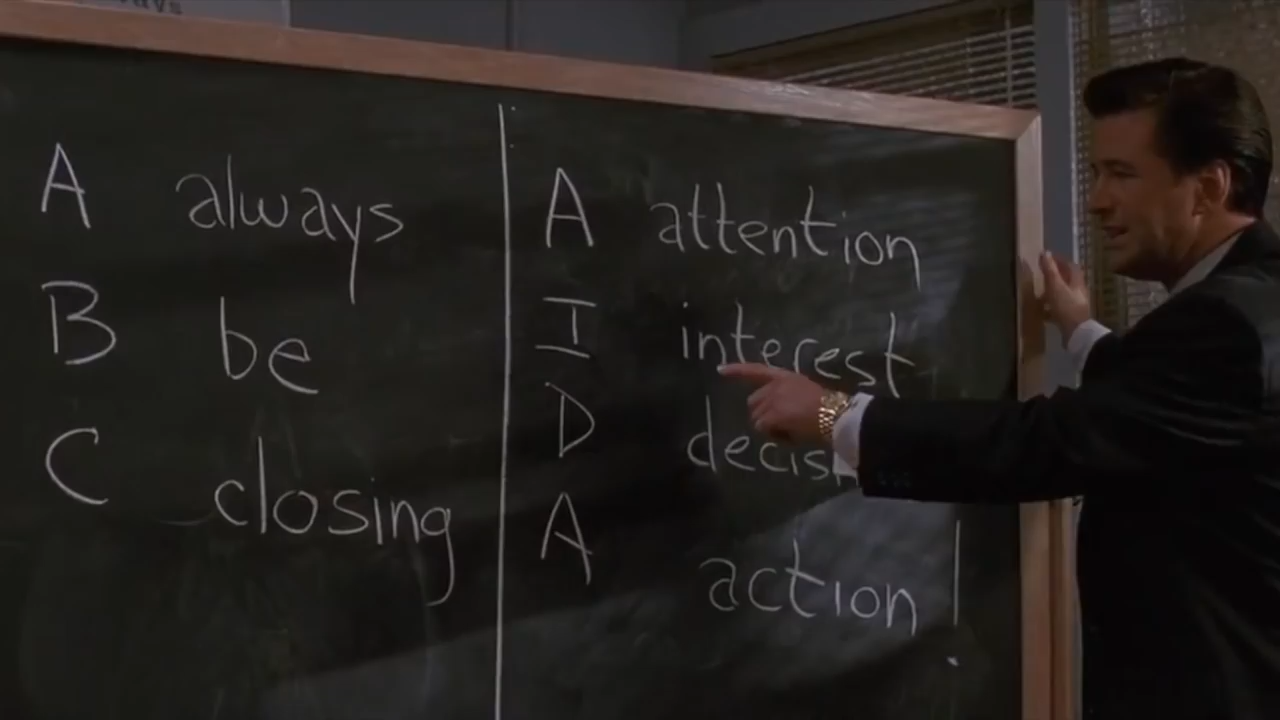 A always
B be
C closing
A attention
I interest
D
A action!